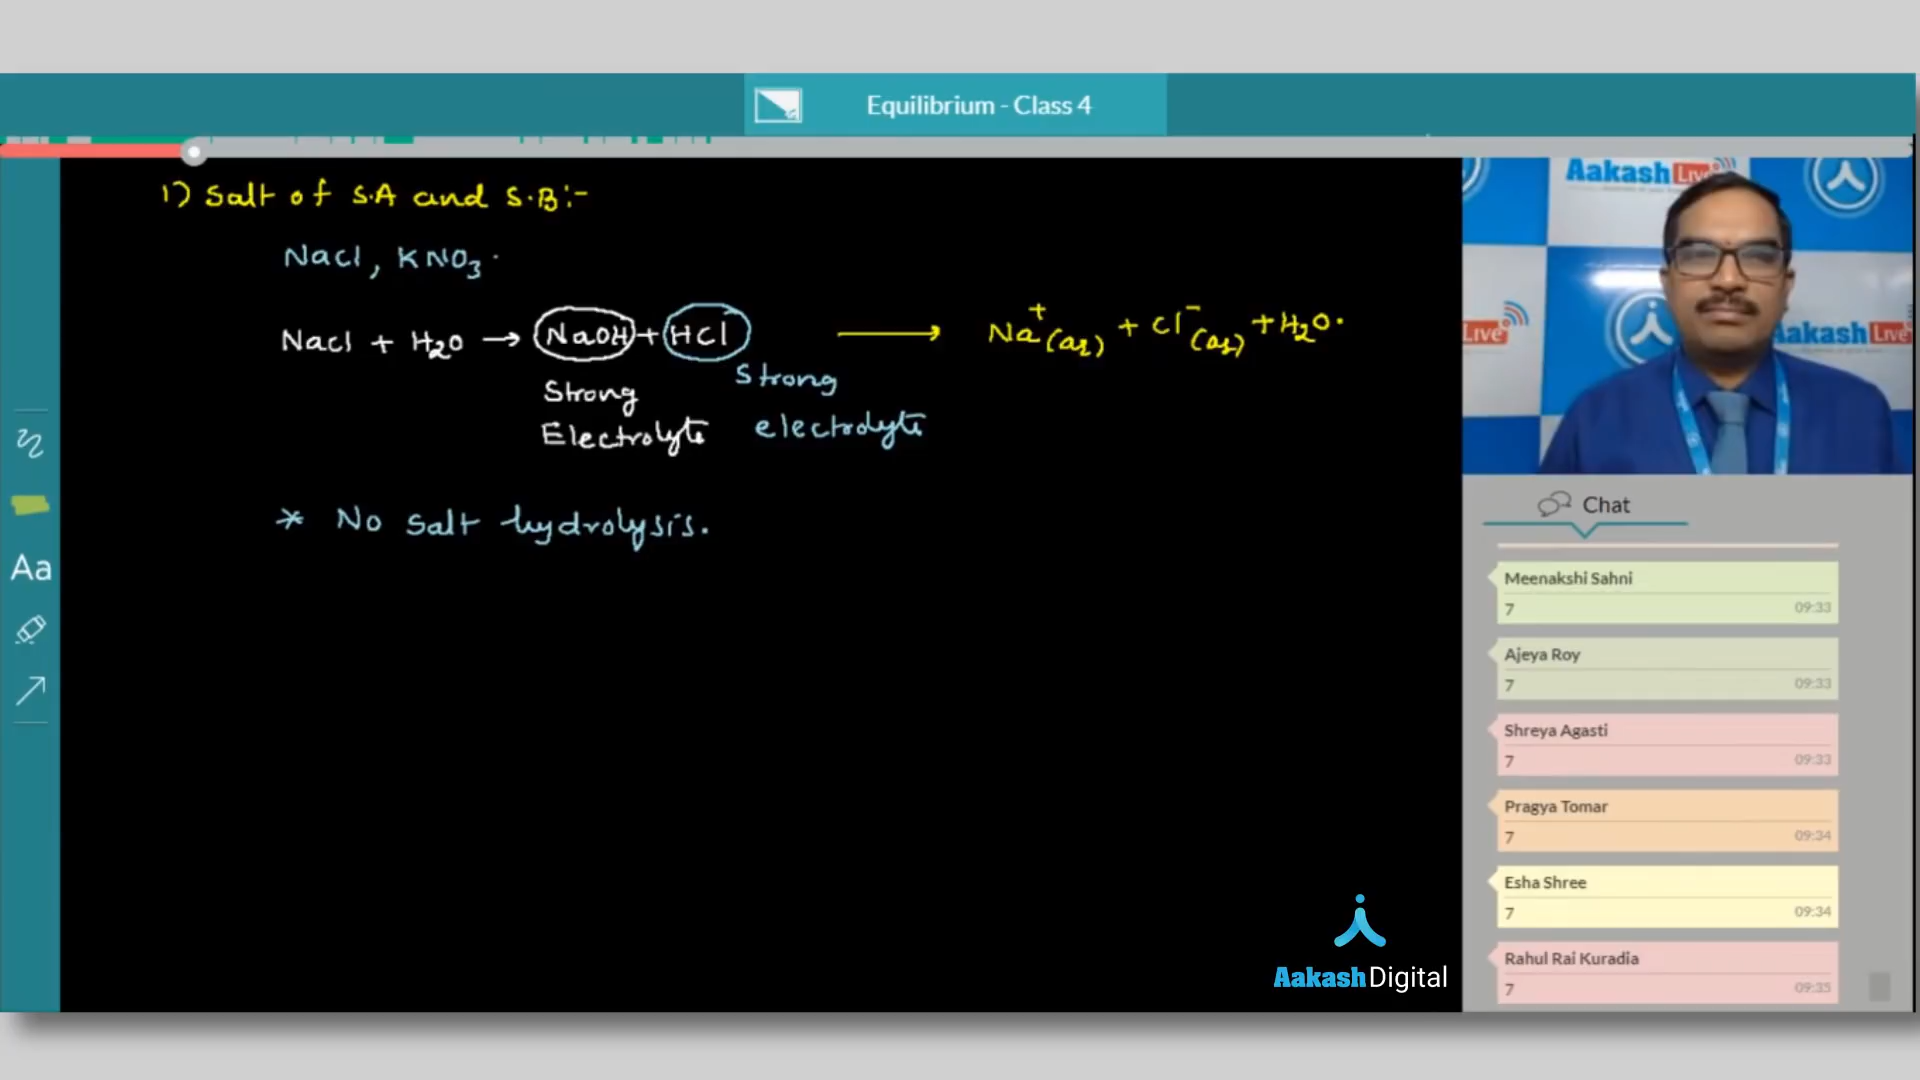 Equilibrium - Class 4
1) Salt of S.A and S.B:-
NaCl, KNO3.
NaCl + H2O → NaOH + HCl → Na+(aq) + Cl-(aq) + H2O.
Strong
Electrolyte
Strong
electrolyte
* No salt hydrolysis.
Aa
Aakash Live
Live
Aakash Live
Chat
Meenakshi Sahni
7 09:33
Ajeya Roy
7 09:33
Shreya Agasti
7 09:33
Pragya Tomar
7 09:34
Esha Shree
7 09:34
Rahul Rai Kuradia
7 09:35
AakashDigital